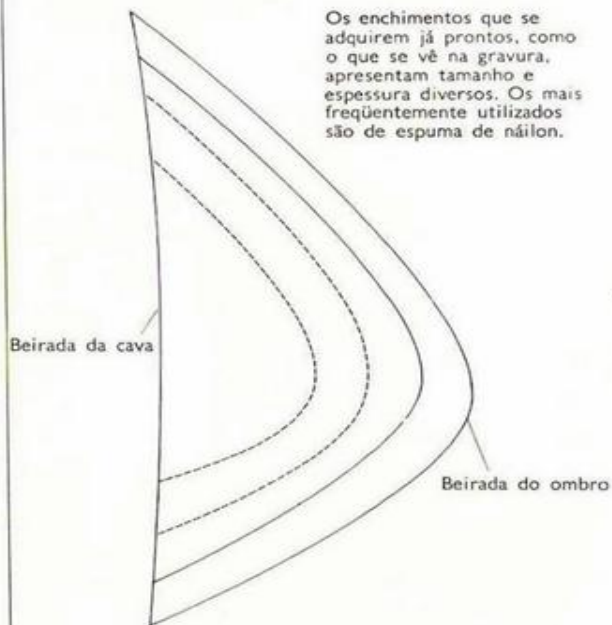 Os enchimentos que se
adquirem já prontos, como
o que se vê na gravura,
apresentam tamanho e
espessura diversos. Os mais
freqüentemente utilizados
são de espuma de náilon.
Beirada da cava
Beirada do ombro